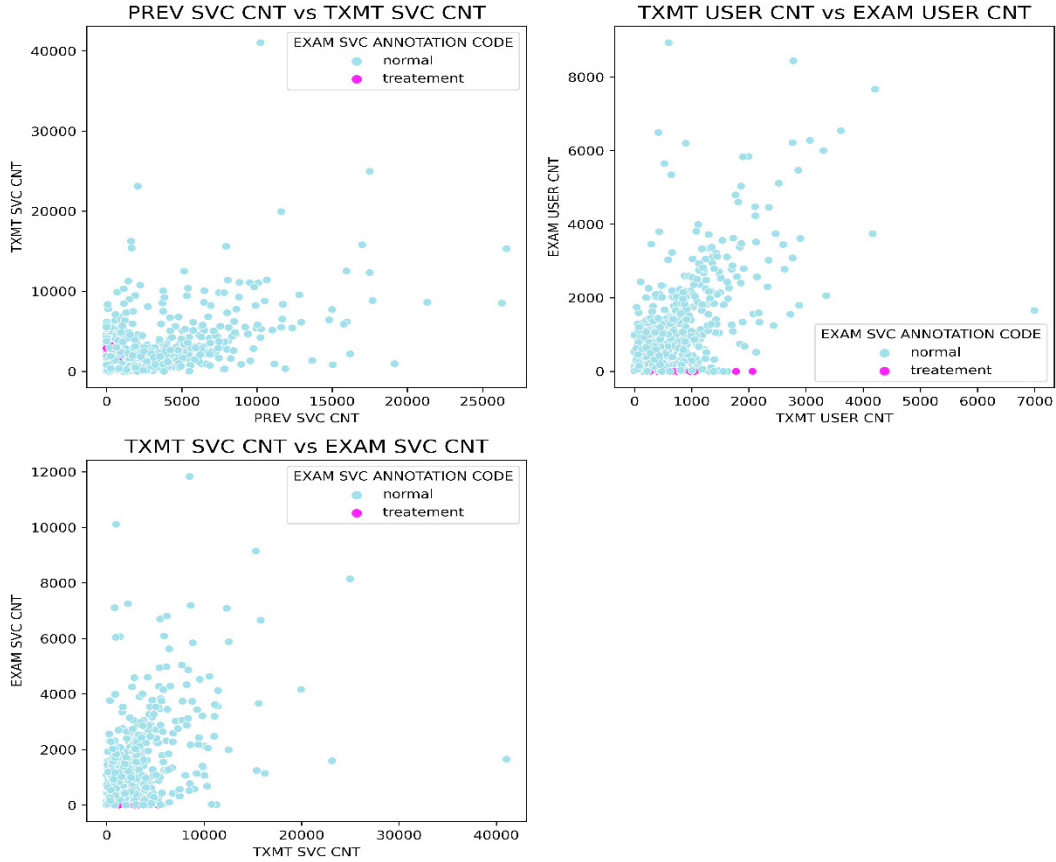 PREV SVC CNT vs TXMT SVC CNT
EXAM SVC ANNOTATION CODE
normal
treatement
40000
30000
20000
10000
0
TXMT SVC CNT
0 5000 10000 15000 20000 25000
PREV SVC CNT
TXMT USER CNT vs EXAM USER CNT
8000
6000
4000
2000
0
EXAM USER CNT
EXAM SVC ANNOTATION CODE
normal
treatement
0 1000 2000 3000 4000 5000 6000 7000
TXMT USER CNT
TXMT SVC CNT vs EXAM SVC CNT
EXAM SVC ANNOTATION CODE
normal
treatement
12000
10000
8000
6000
4000
2000
0
EXAM SVC CNT
0 10000 20000 30000 40000
TXMT SVC CNT